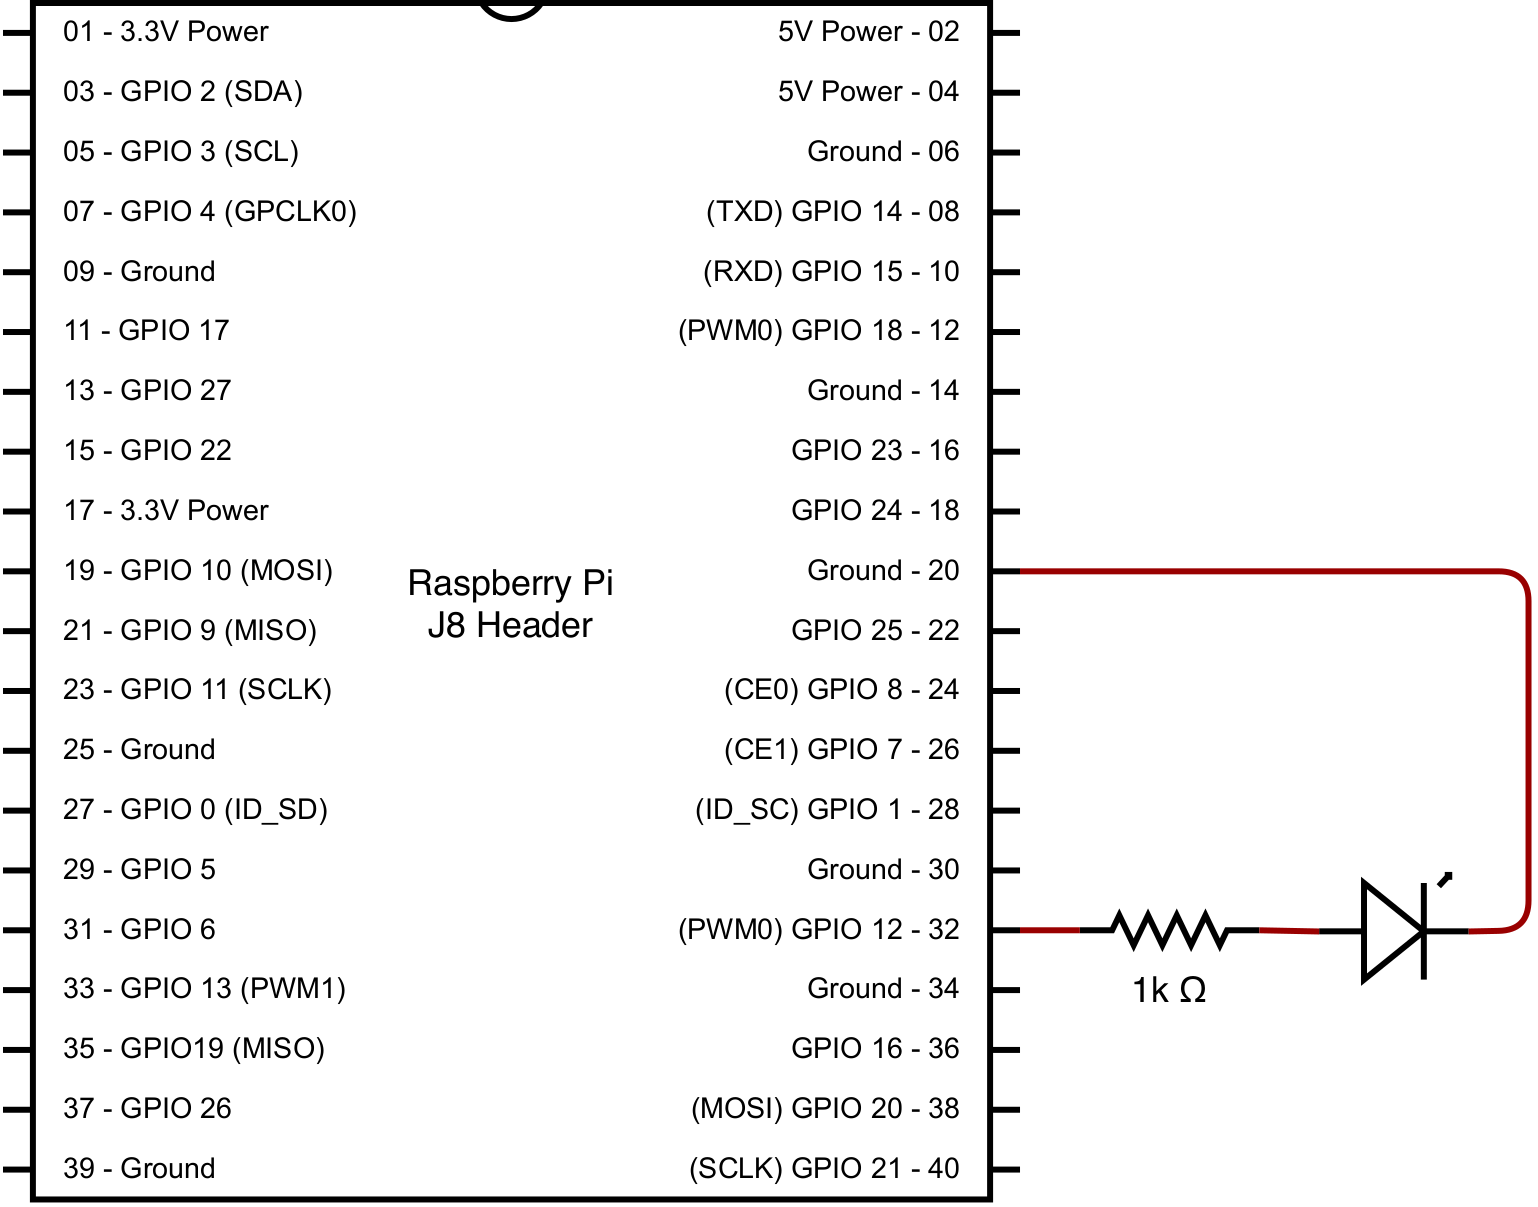 01 - 3.3V Power
5V Power - 02
03 - GPIO 2 (SDA)
5V Power - 04
05 - GPIO 3 (SCL)
Ground - 06
07 - GPIO 4 (GPCLK0)
(TXD) GPIO 14 - 08
09 - Ground
(RXD) GPIO 15 - 10
11 - GPIO 17
(PWM0) GPIO 18 - 12
13 - GPIO 27
Ground - 14
15 - GPIO 22
GPIO 23 - 16
17 - 3.3V Power
GPIO 24 - 18
19 - GPIO 10 (MOSI)
Raspberry Pi
J8 Header
Ground - 20
21 - GPIO 9 (MISO)
GPIO 25 - 22
23 - GPIO 11 (SCLK)
(CE0) GPIO 8 - 24
25 - Ground
(CE1) GPIO 7 - 26
27 - GPIO 0 (ID_SD)
(ID_SC) GPIO 1 - 28
29 - GPIO 5
Ground - 30
31 - GPIO 6
(PWM0) GPIO 12 - 32
33 - GPIO 13 (PWM1)
Ground - 34
1k Ω
35 - GPIO19 (MISO)
GPIO 16 - 36
37 - GPIO 26
(MOSI) GPIO 20 - 38
39 - Ground
(SCLK) GPIO 21 - 40